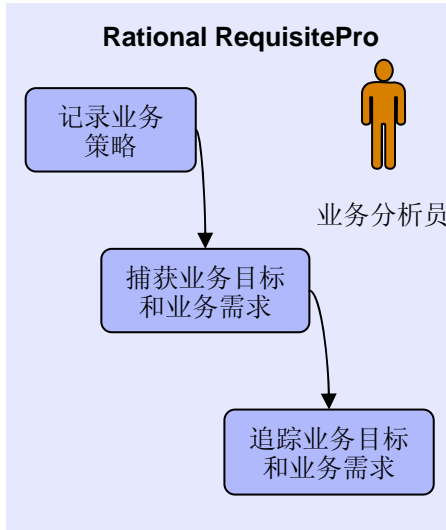 Rational RequisitePro
记录业务
策略
业务分析员
捕获业务目标
和业务需求
追踪业务目标
和业务需求